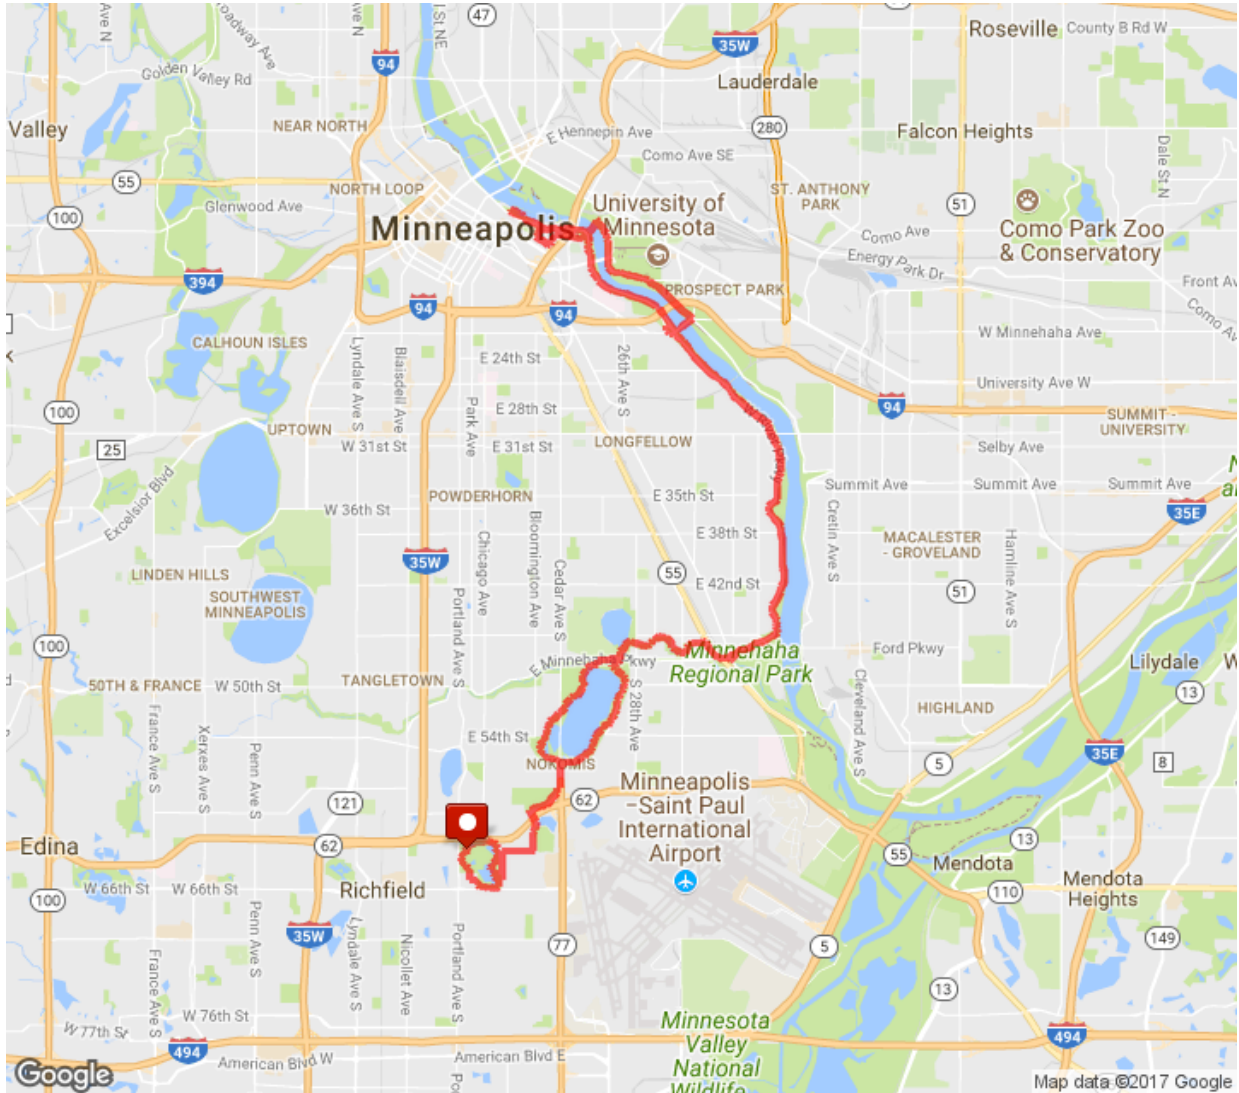 47
35W
Roseville
County B Rd W
94
Golden Valley Rd
Lauderdale
Valley
NEAR NORTH
E Hennepin Ave
280
Falcon Heights
Como Ave SE
Dale St N
55
NORTH LOOP
ST. ANTHONY
PARK
100
Glenwood Ave
University of
Minnesota
51
Minneapolis
Como Park Zoo
& Conservatory
Como Ave
Energy Park Dr
394
PROSPECT PARK
Front Av
94
94
W Minnehaha Ave
Como Av
CALHOUN ISLES
Lyndale Ave S
Blaisdell Ave
E 24th St
26th Ave S
University Ave W
100
Park Ave
E 28th St
94
SUMMIT -
UNIVERSITY
UPTOWN
W 31st St
E 31st St
LONGFELLOW
Selby Ave
25
Excelsior Blvd
POWDERHORN
E 35th St
Summit Ave
Summit Ave
Summit Ave
W 36th St
35E
Bloomington Ave
E 38th St
Cretin Ave S
MACALESTER
- GROVELAND
Hamline Ave S
35W
Chicago Ave
Cedar Ave S
LINDEN HILLS
55
E 42nd St
51
SOUTHWEST
MINNEAPOLIS
Portland Ave S
100
E Minnehaha Pkwy
Minnehaha
Regional Park
Ford Pkwy
Lilydale
W
50TH & FRANCE
W 50th St
TANGLETOWN
S 28th Ave
Cleveland Ave S
13
France Ave S
Xerxes Ave S
Penn Ave S
E 54th St
HIGHLAND
35E
NOKOMIS
5
8
Minneapolis
-Saint Paul
International
Airport
121
62
Edina
62
55
13
Mendota
W 66th St
W 66th St
Richfield
110
Mendota
Heights
100
Penn Ave S
35W
Lyndale Ave S
Nicollet Ave
Portland Ave S
77
5
149
France Ave S
13
W 77th St
W 76th St
Minnesota
Valley
National
Wildlife
494
American Blvd W
American Blvd E
494
Google
Map data ©2017 Google